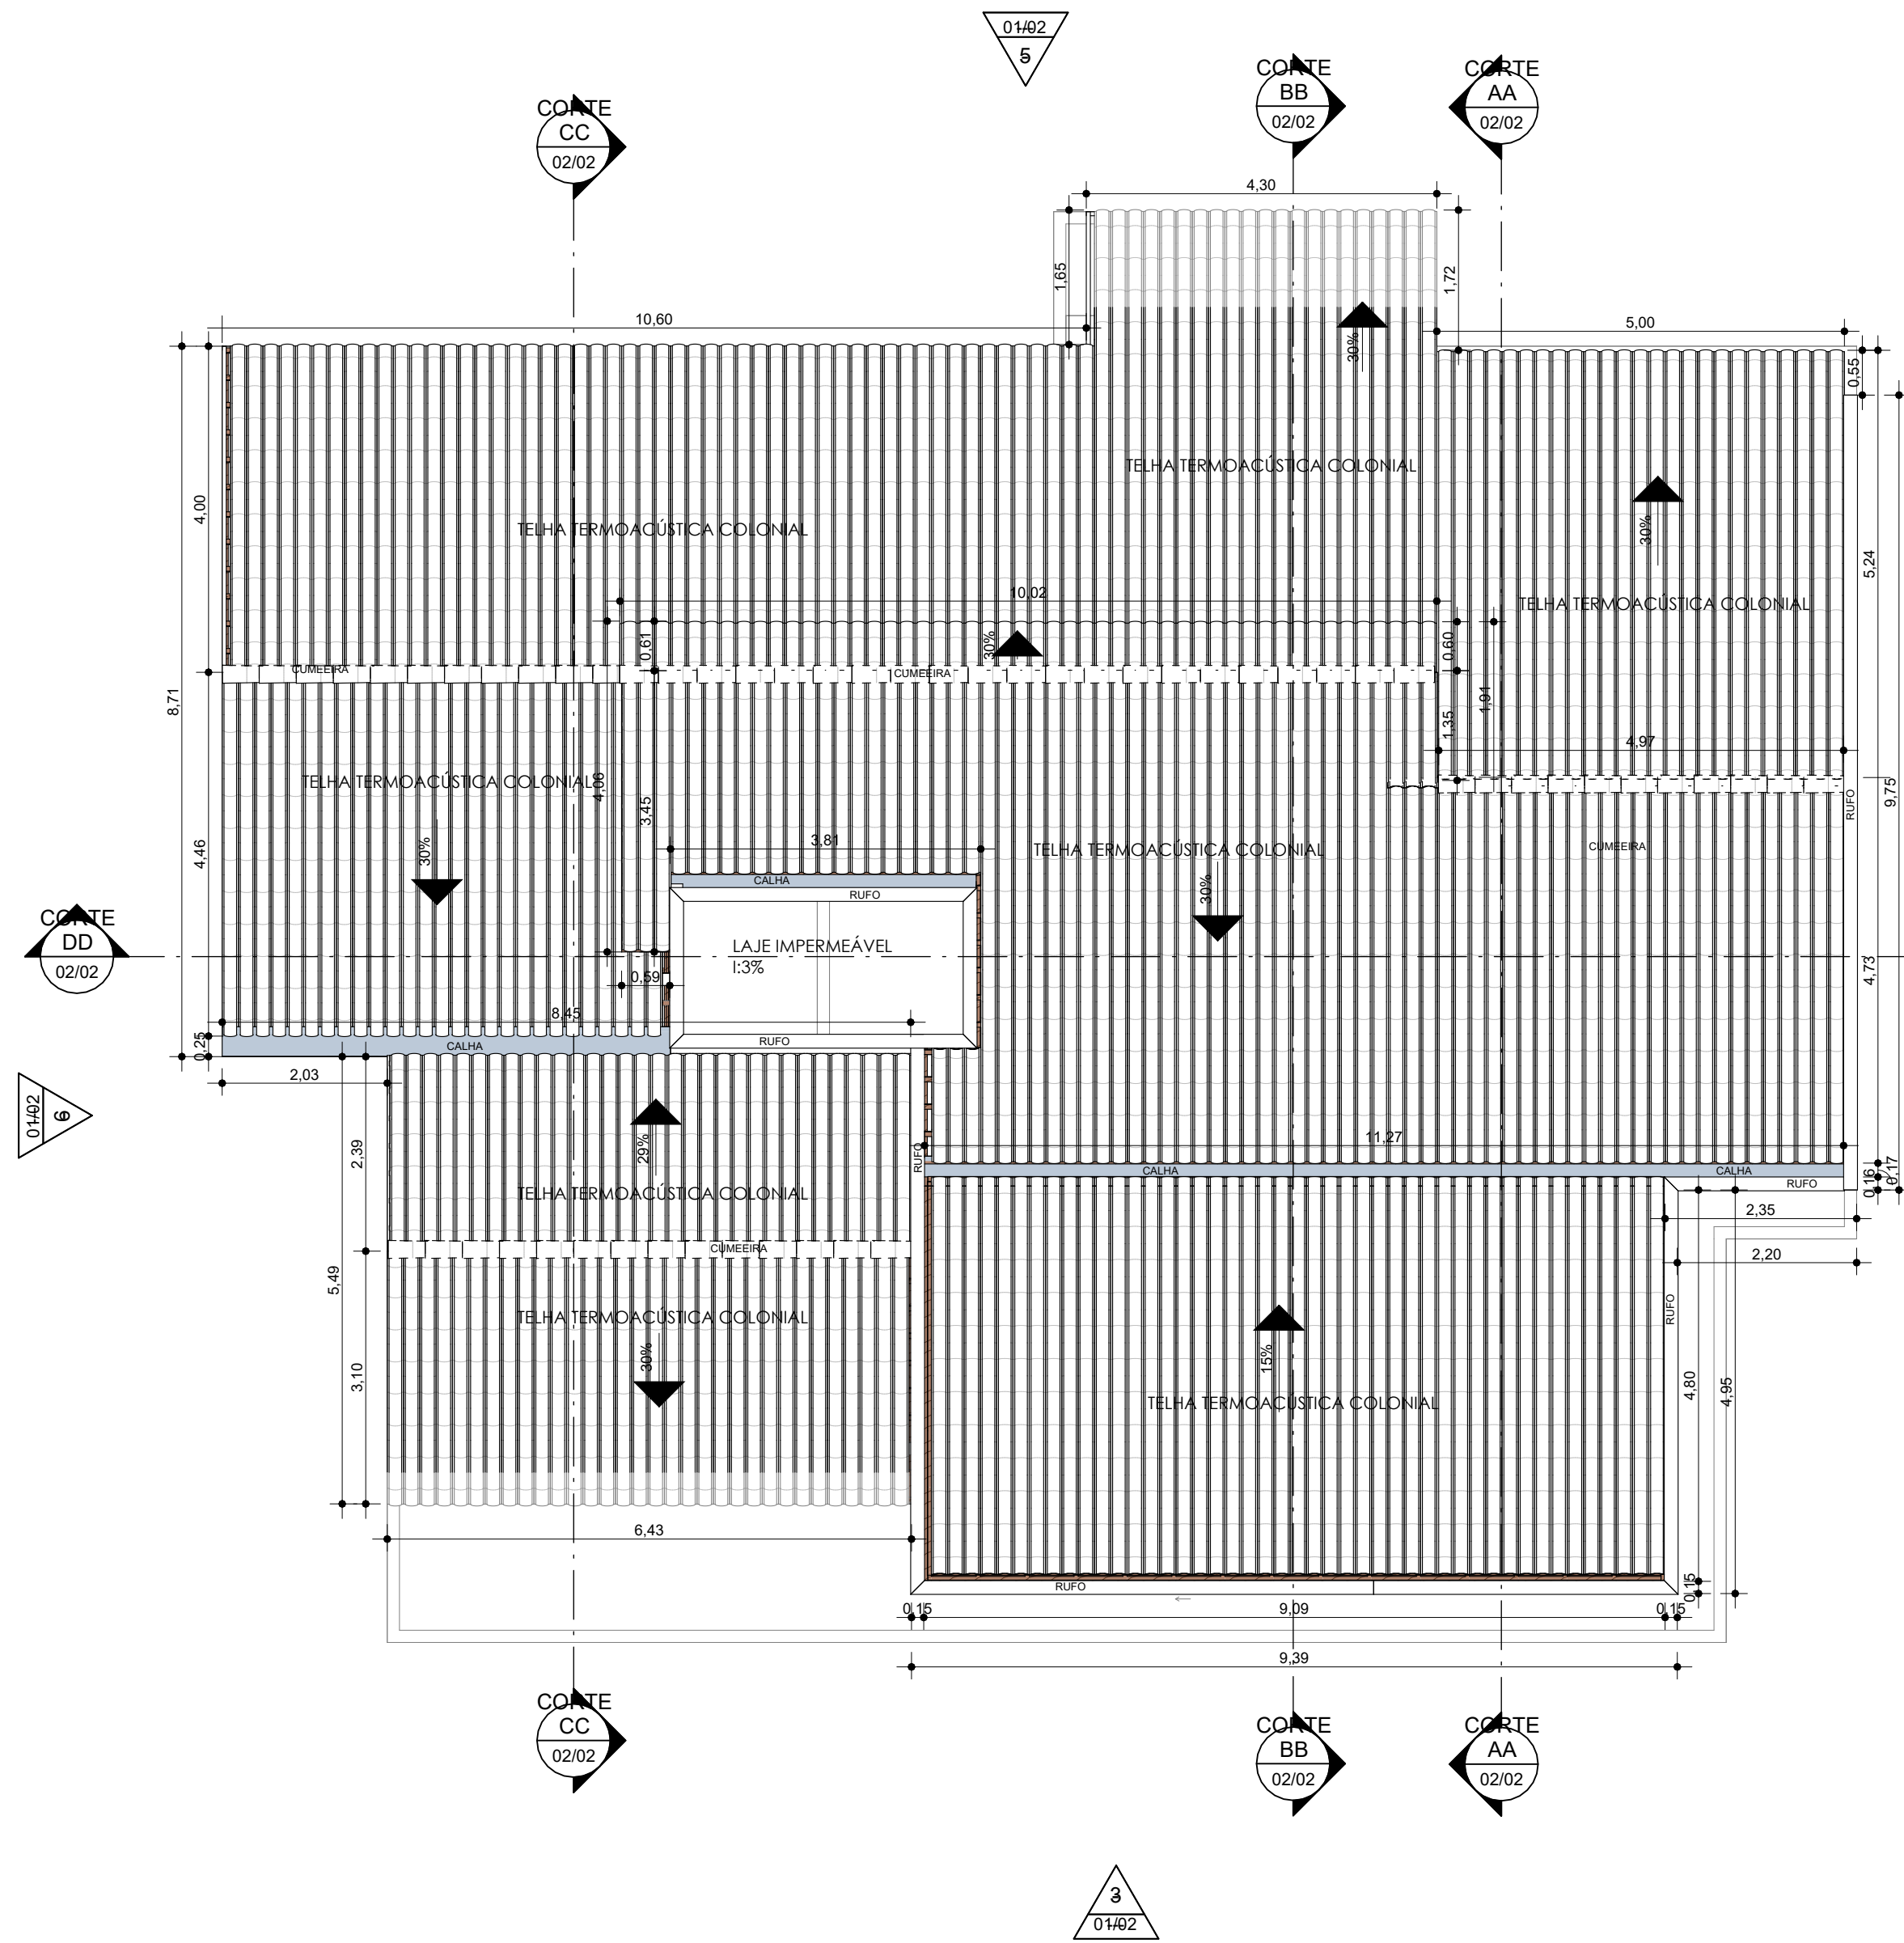 01/02
5
CORTE
BB
02/02
CORTE
AA
02/02
CORTE
CC
02/02
4,30
1,65
1,72
10,60
5,00
0,55
30%
TELHA TERMOACÚSTICA COLONIAL
30%
4,00
TELHA TERMOACÚSTICA COLONIAL
5,24
10,02
TELHA TERMOACÚSTICA COLONIAL
0,61
30%
0,60
CUMEEIRA
CUMEEIRA
8,71
1,91
1,35
4,97
TELHA TERMOACÚSTICA COLONIAL
4,06
9,75
3,45
RUFO
3,81
4,46
30%
TELHA TERMOACÚSTICA COLONIAL
CUMEEIRA
CALHA
RUFO
30%
CORTE
DD
02/02
LAJE IMPERMEÁVEL
I:3%
4,73
0,59
8,45
0,25
CALHA
RUFO
2,03
01/02
6
2,39
29%
11,27
RUFO
CALHA
CALHA
0,16
0,17
RUFO
TELHA TERMOACÚSTICA COLONIAL
2,35
CUMEEIRA
2,20
5,49
TELHA TERMOACÚSTICA COLONIAL
RUFO
30%
15%
3,10
4,80
4,95
TELHA TERMOACÚSTICA COLONIAL
6,43
RUFO
0,15
0,15
9,09
0,15
9,39
CORTE
CC
02/02
CORTE
BB
02/02
CORTE
AA
02/02
3
01/02